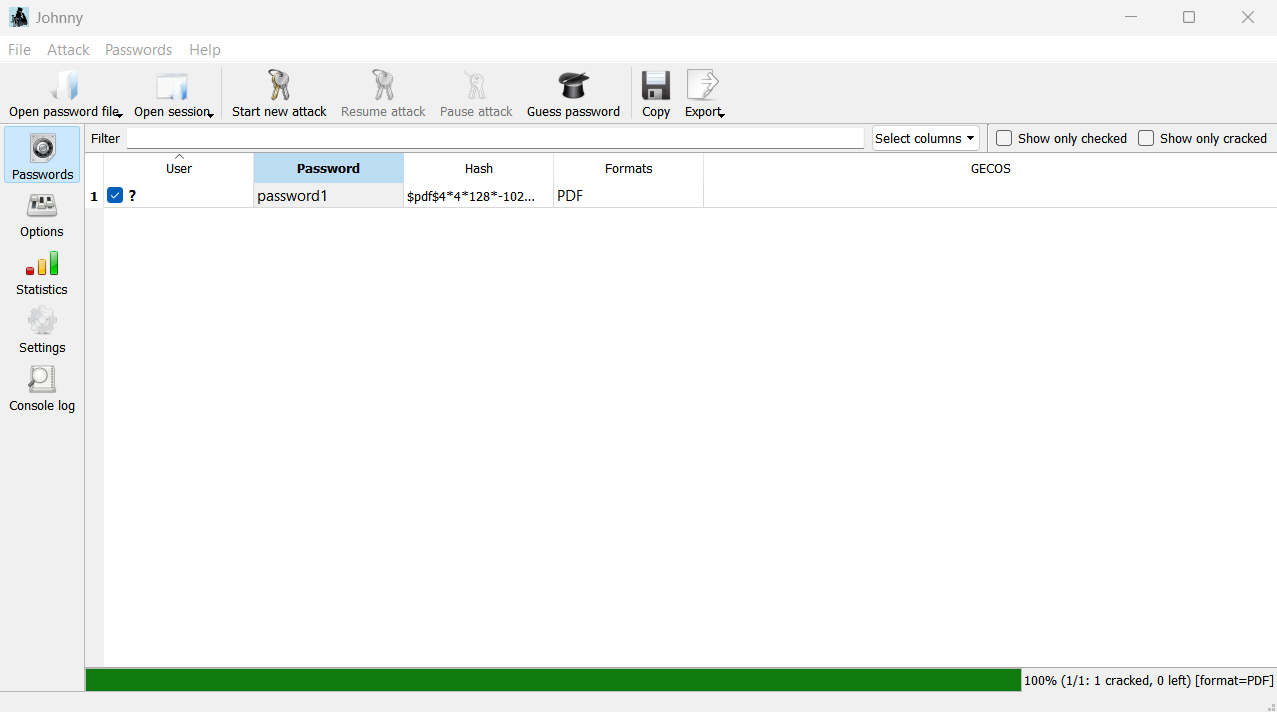 Johnny
File Attack Passwords Help
Open password file Open session Start new attack Resume attack Pause attack Guess password Copy Export
Passwords
Filter Select columns Show only checked Show only cracked
User Password Hash Formats GECOS
1 ? password1 $pdf$4*4*128*-102... PDF
Options
Statistics
Settings
Console log
100% (1/1: 1 cracked, 0 left) [format=PDF]